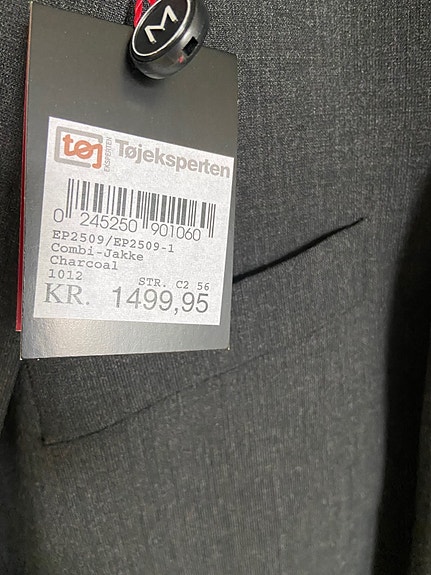 M
tøj
EKSPERTEN
Tøjeksperten
0 245250 901060
EP2509/EP2509-1
Combi-Jakke
Charcoal
1012 STR. C2 56
KR. 1499,95